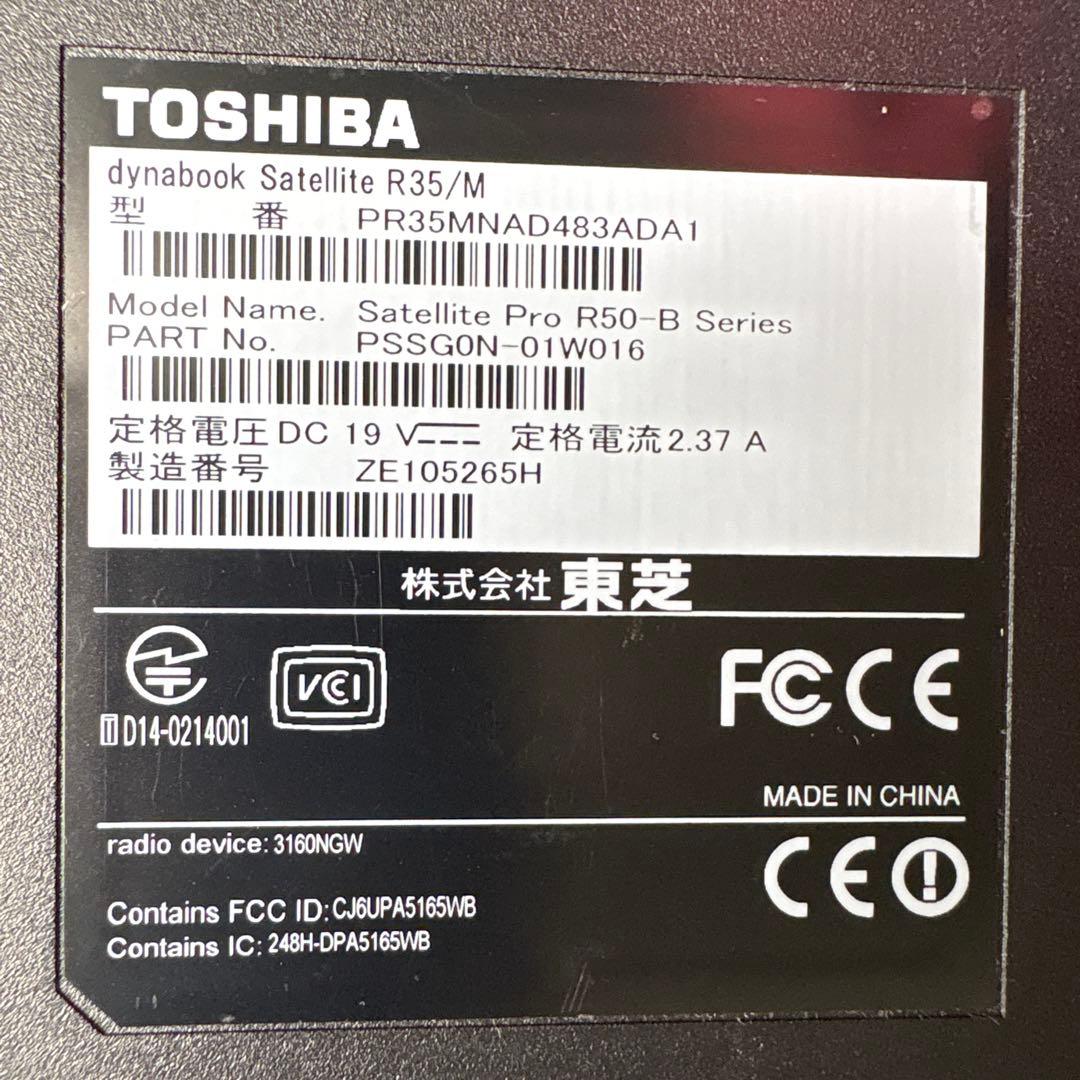 TOSHIBA
dynabook Satellite R35/M
型 番 PR35MNAD483ADA1
Model Name. Satellite Pro R50-B Series
PART No. PSSG0N-01W016
定格電圧 DC 19 V 定格電流 2.37 A
製造番号 ZE105265H
株式会社 東芝
T D14-0214001
VCI
FC CE
MADE IN CHINA
radio device: 3160NGW
CE
Contains FCC ID: CJ6UPA5165WB
Contains IC: 248H-DPA5165WB